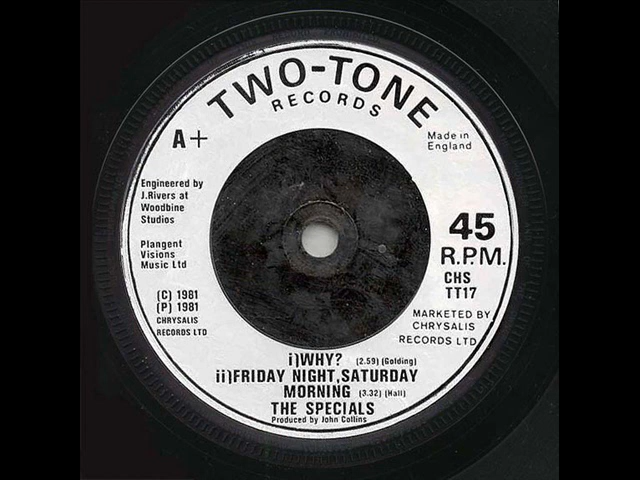 TWO-TONE
RECORDS
A+
Made in
England
Engineered by
J.Rivers at
Woodbine
Studios
Plangent
Visions
Music Ltd
45
R.P.M.
CHS
TT17
(C) 1981
(P) 1981
CHRYSALIS
RECORDS LTD
MARKETED BY
CHRYSALIS
RECORDS LTD
i)WHY? (2.59) (Golding)
ii)FRIDAY NIGHT,SATURDAY
MORNING (3.32) (Hall)
THE SPECIALS
Produced by John Collins